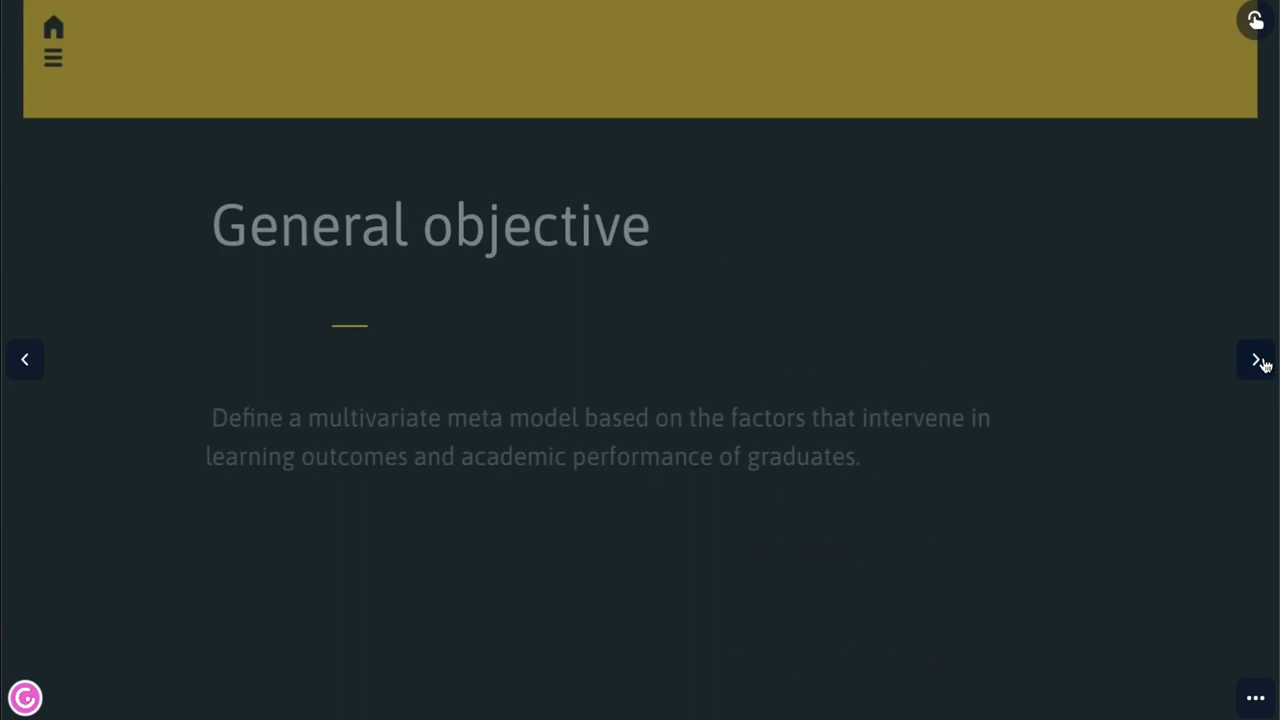 General objective
Define a multivariate meta model based on the factors that intervene in
learning outcomes and academic performance of graduates.